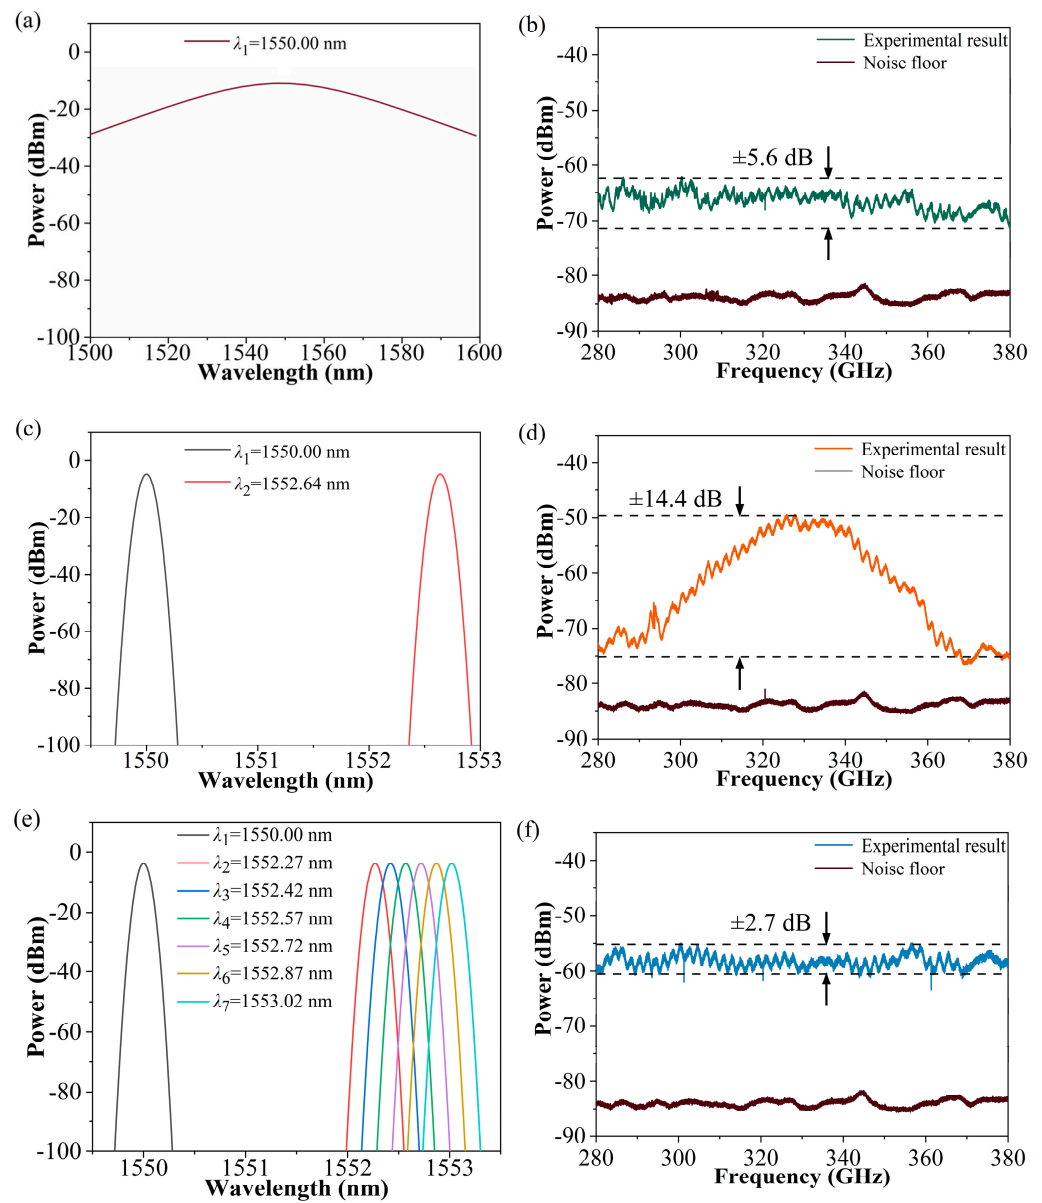 (a)
λ1=1550.00 nm
0
-20
-40
-60
-80
-100
Power (dBm)
1500 1520 1540 1560 1580 1600
Wavelength (nm)
(b)
Experimental result
Noise floor
±5.6 dB
-40
-50
-60
-70
-80
-90
Power (dBm)
280 300 320 340 360 380
Frequency (GHz)
(c)
λ1=1550.00 nm
λ2=1552.64 nm
0
-20
-40
-60
-80
-100
Power (dBm)
1550 1551 1552 1553
Wavelength (nm)
(d)
Experimental result
Noise floor
±14.4 dB
-40
-50
-60
-70
-80
-90
Power (dBm)
280 300 320 340 360 380
Frequency (GHz)
(e)
λ1=1550.00 nm
λ2=1552.27 nm
λ3=1552.42 nm
λ4=1552.57 nm
λ5=1552.72 nm
λ6=1552.87 nm
λ7=1553.02 nm
0
-20
-40
-60
-80
-100
Power (dBm)
1550 1551 1552 1553
Wavelength (nm)
(f)
Experimental result
Noise floor
±2.7 dB
-40
-50
-60
-70
-80
-90
Power (dBm)
280 300 320 340 360 380
Frequency (GHz)